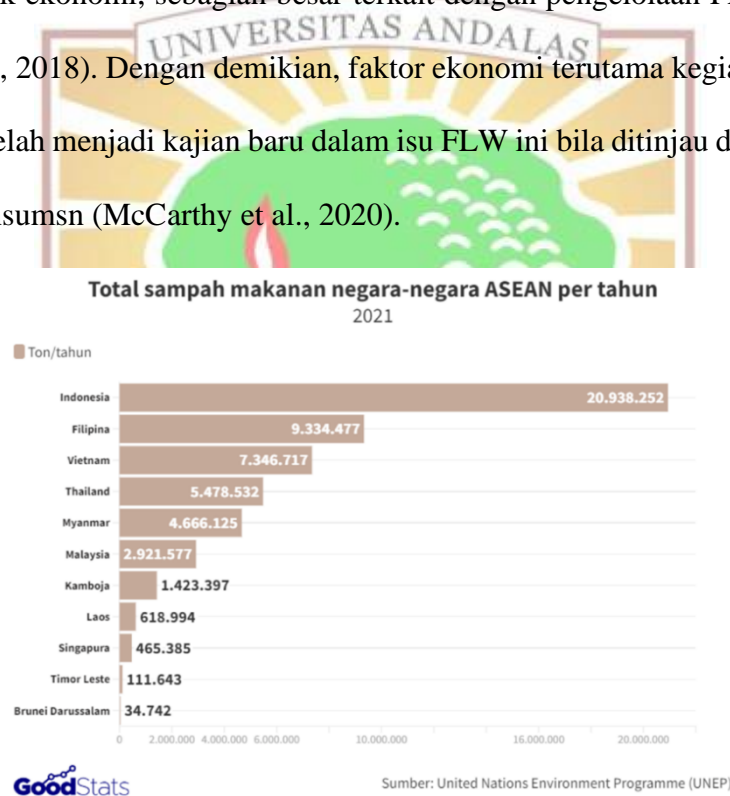 k ekonomi, sebagian besar terkait dengan pengelolaan
UNIVERSITAS ANDALAS
, 2018). Dengan demikian, faktor ekonomi terutama
elah menjadi kajian baru dalam isu FLW ini bila ditinjau d
sumsn (McCarthy et al., 2020).
Total sampah makanan negara-negara ASEAN per tahun
2021
Ton/tahun
Indonesia 20.938.252
Filipina 9.334.477
Vietnam 7.346.717
Thailand 5.478.532
Myanmar 4.666.125
Malaysia 2.921.577
Kamboja 1.423.397
Laos 618.994
Singapura 465.385
Timor Leste 111.643
Brunei Darussalam 34.742
0 2.000.000 4.000.000 6.000.000 10.000.000 16.000.000 20.000.000
GoodStats
Sumber: United Nations Environment Programme (UNEP)